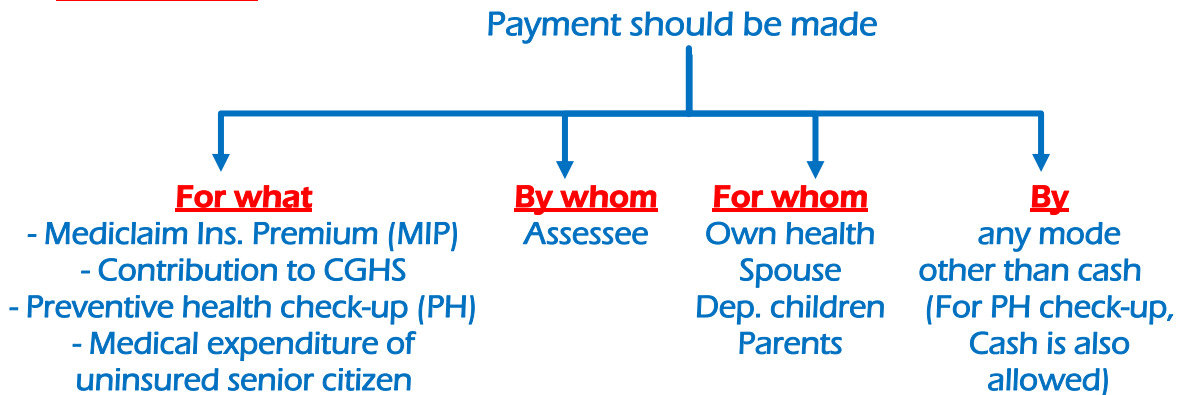 Payment should be made
For what
- Mediclaim Ins. Premium (MIP)
- Contribution to CGHS
- Preventive health check-up (PH)
- Medical expenditure of
uninsured senior citizen
By whom
Assessee
For whom
Own health
Spouse
Dep. children
Parents
By
any mode
other than cash
(For PH check-up,
Cash is also
allowed)